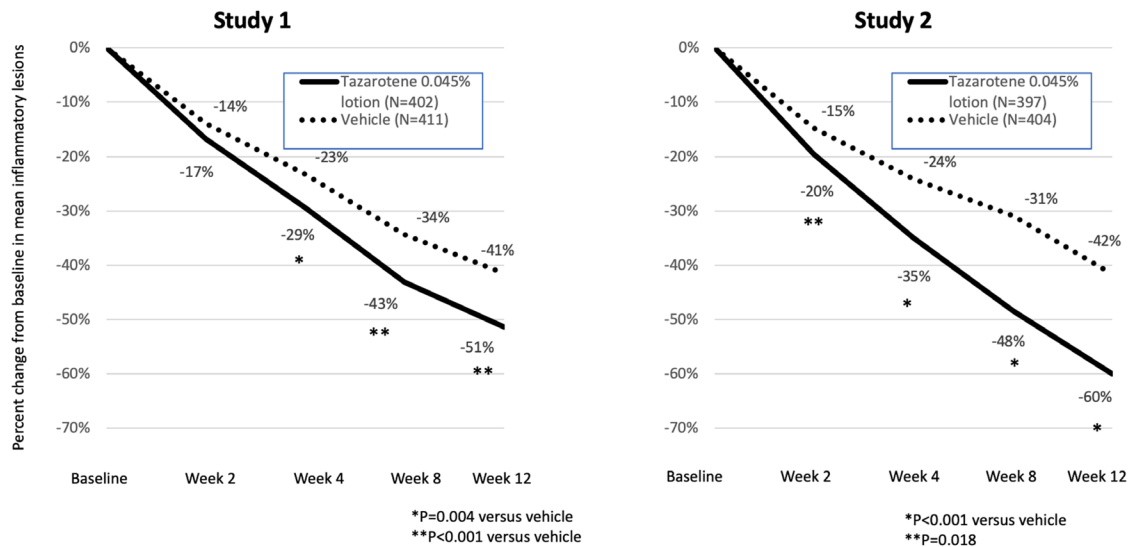 Study 1
Percent change from baseline in mean inflammatory lesions
0%
-10%
-20%
-30%
-40%
-50%
-60%
-70%
Tazarotene 0.045%
lotion (N=402)
Vehicle (N=411)
-14%
-23%
-34%
-41%
-17%
-29%
*
-43%
**
-51%
**
Baseline Week 2 Week 4 Week 8 Week 12
*P=0.004 versus vehicle
**P<0.001 versus vehicle
Study 2
0%
-10%
-20%
-30%
-40%
-50%
-60%
-70%
Tazarotene 0.045%
lotion (N=397)
Vehicle (N=404)
-15%
-24%
-31%
-42%
-20%
**
-35%
*
-48%
*
-60%
*
Baseline Week 2 Week 4 Week 8 Week 12
*P<0.001 versus vehicle
**P=0.018